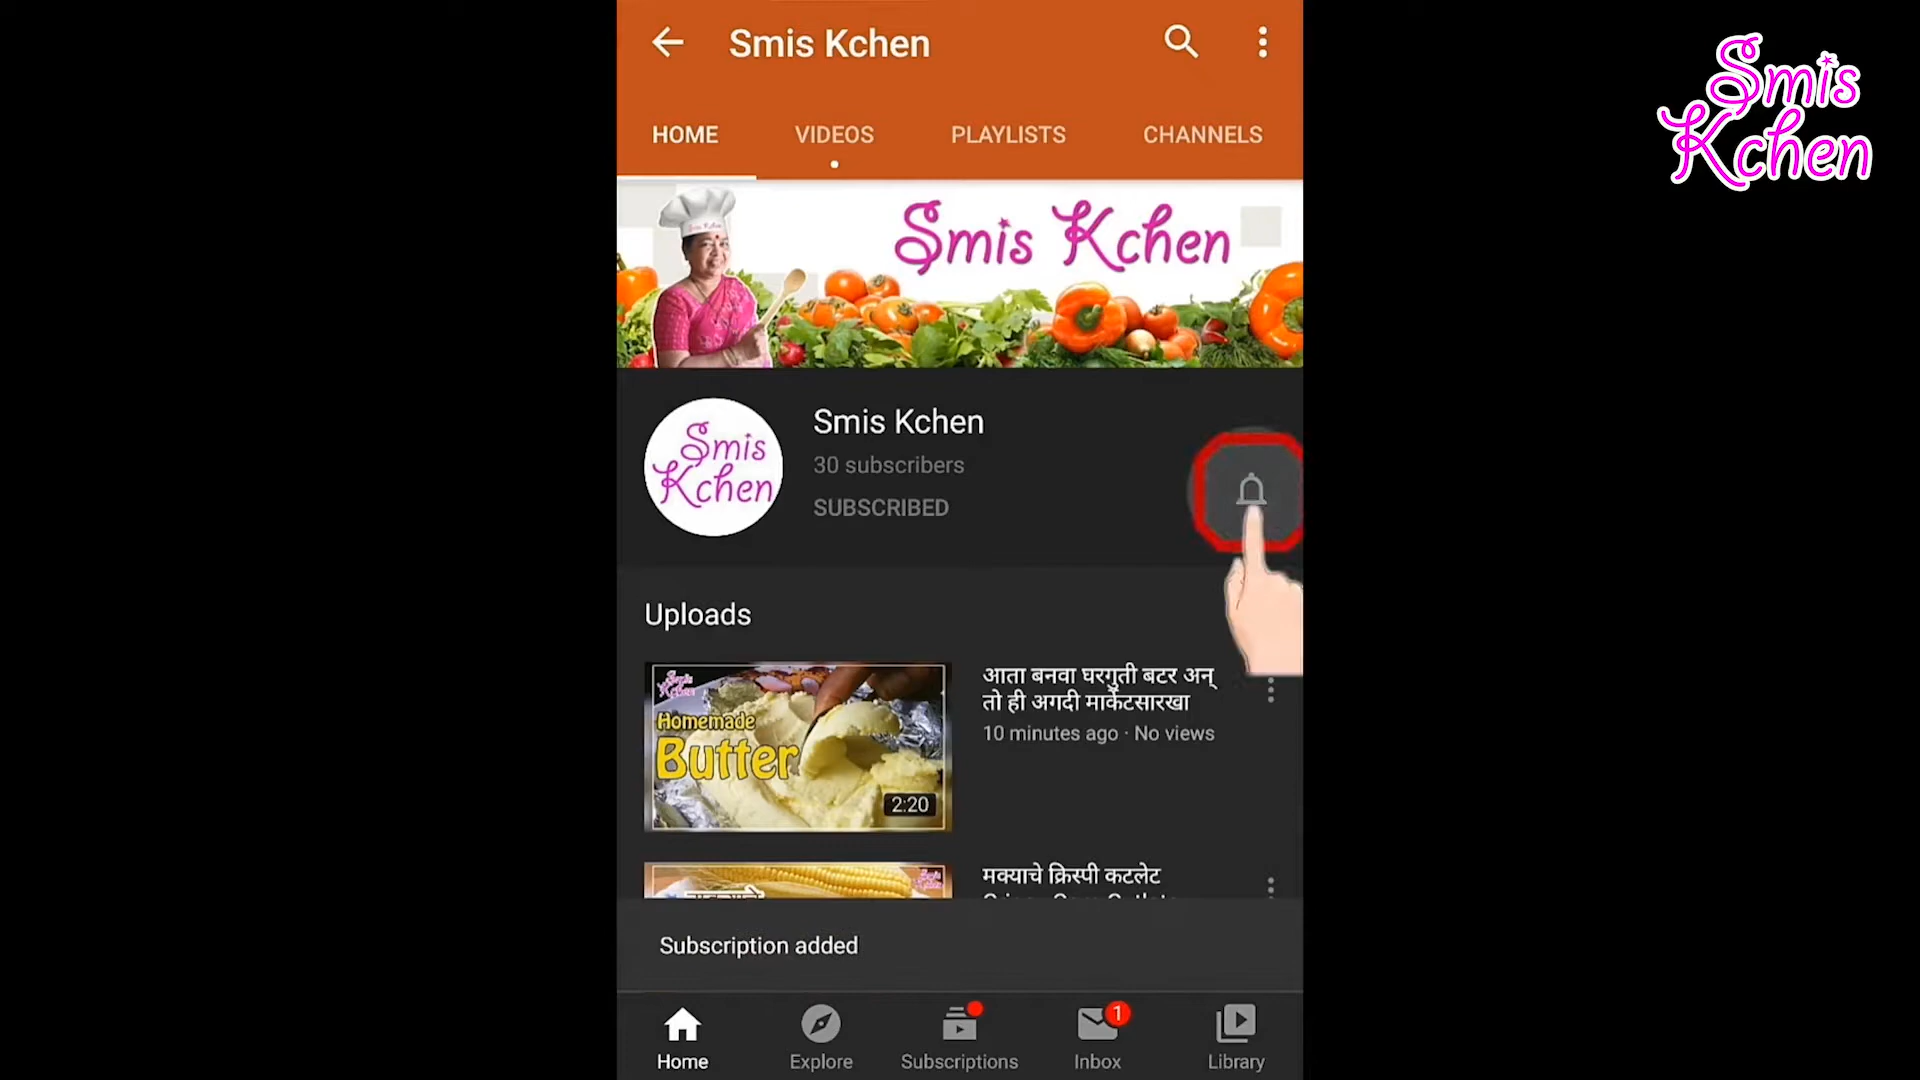 Smis Kchen
Smis
Kchen
HOME VIDEOS PLAYLISTS CHANNELS
Smis Kchen
Smis
Kchen
Smis Kchen
30 subscribers
SUBSCRIBED
Uploads
Smis
Kchen
Homemade
Butter
2:20
आता बनवा घरगुती बटर अन्
तो ही अगदी मार्केटसारखा
10 minutes ago · No views
मक्याचे क्रिस्पी कटलेट
Subscription added
1
Home Explore Subscriptions Inbox Library